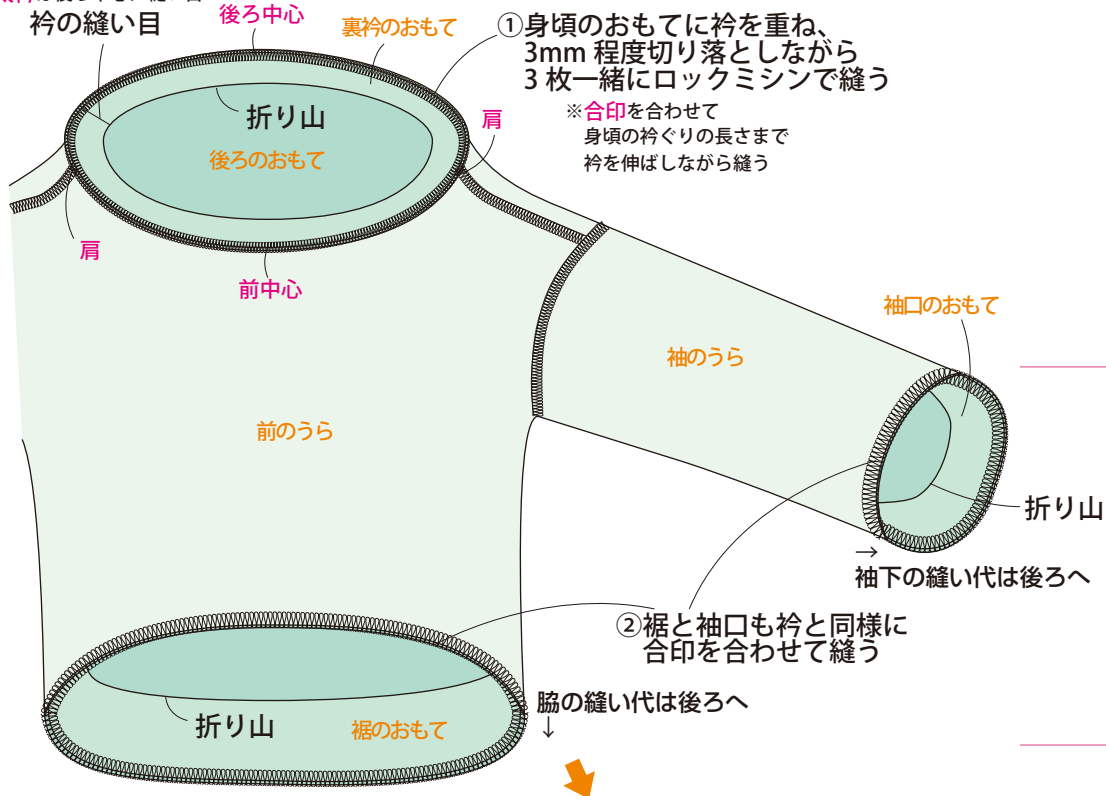 衿の縫い目
後ろ中心
裏衿のおもて
①身頃のおもてに衿を重ね、
3mm 程度切り落としながら
3 枚一緒にロックミシンで縫う
※合印を合わせて
身頃の衿ぐりの長さまで
衿を伸ばしながら縫う
折り山
肩
後ろのおもて
肩
前中心
袖口のおもて
袖のうら
前のうら
折り山
→
袖下の縫い代は後ろへ
②裾と袖口も衿と同様に
合印を合わせて縫う
脇の縫い代は後ろへ
↓
折り山
裾のおもて